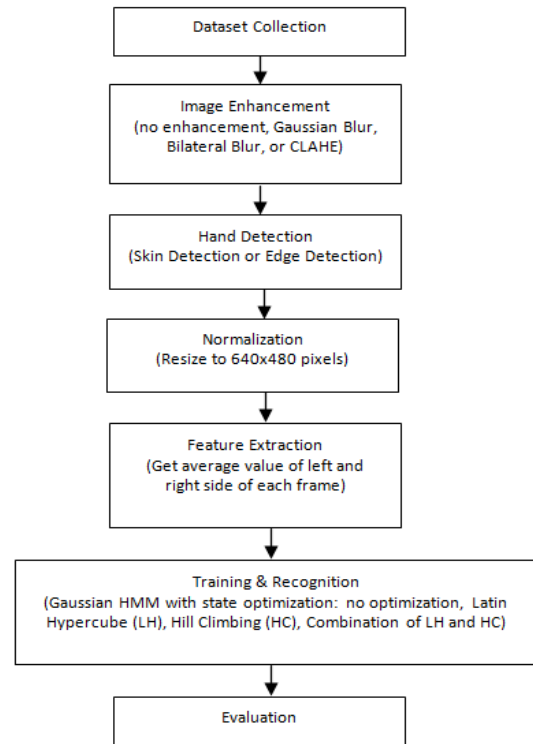 Dataset Collection
Image Enhancement
(no enhancement, Gaussian Blur,
Bilateral Blur, or CLAHE)
Hand Detection
(Skin Detection or Edge Detection)
Normalization
(Resize to 640x480 pixels)
Feature Extraction
(Get average value of left and
right side of each frame)
Training & Recognition
(Gaussian HMM with state optimization: no optimization, Latin
Hypercube (LH), Hill Climbing (HC), Combination of LH and HC)
Evaluation